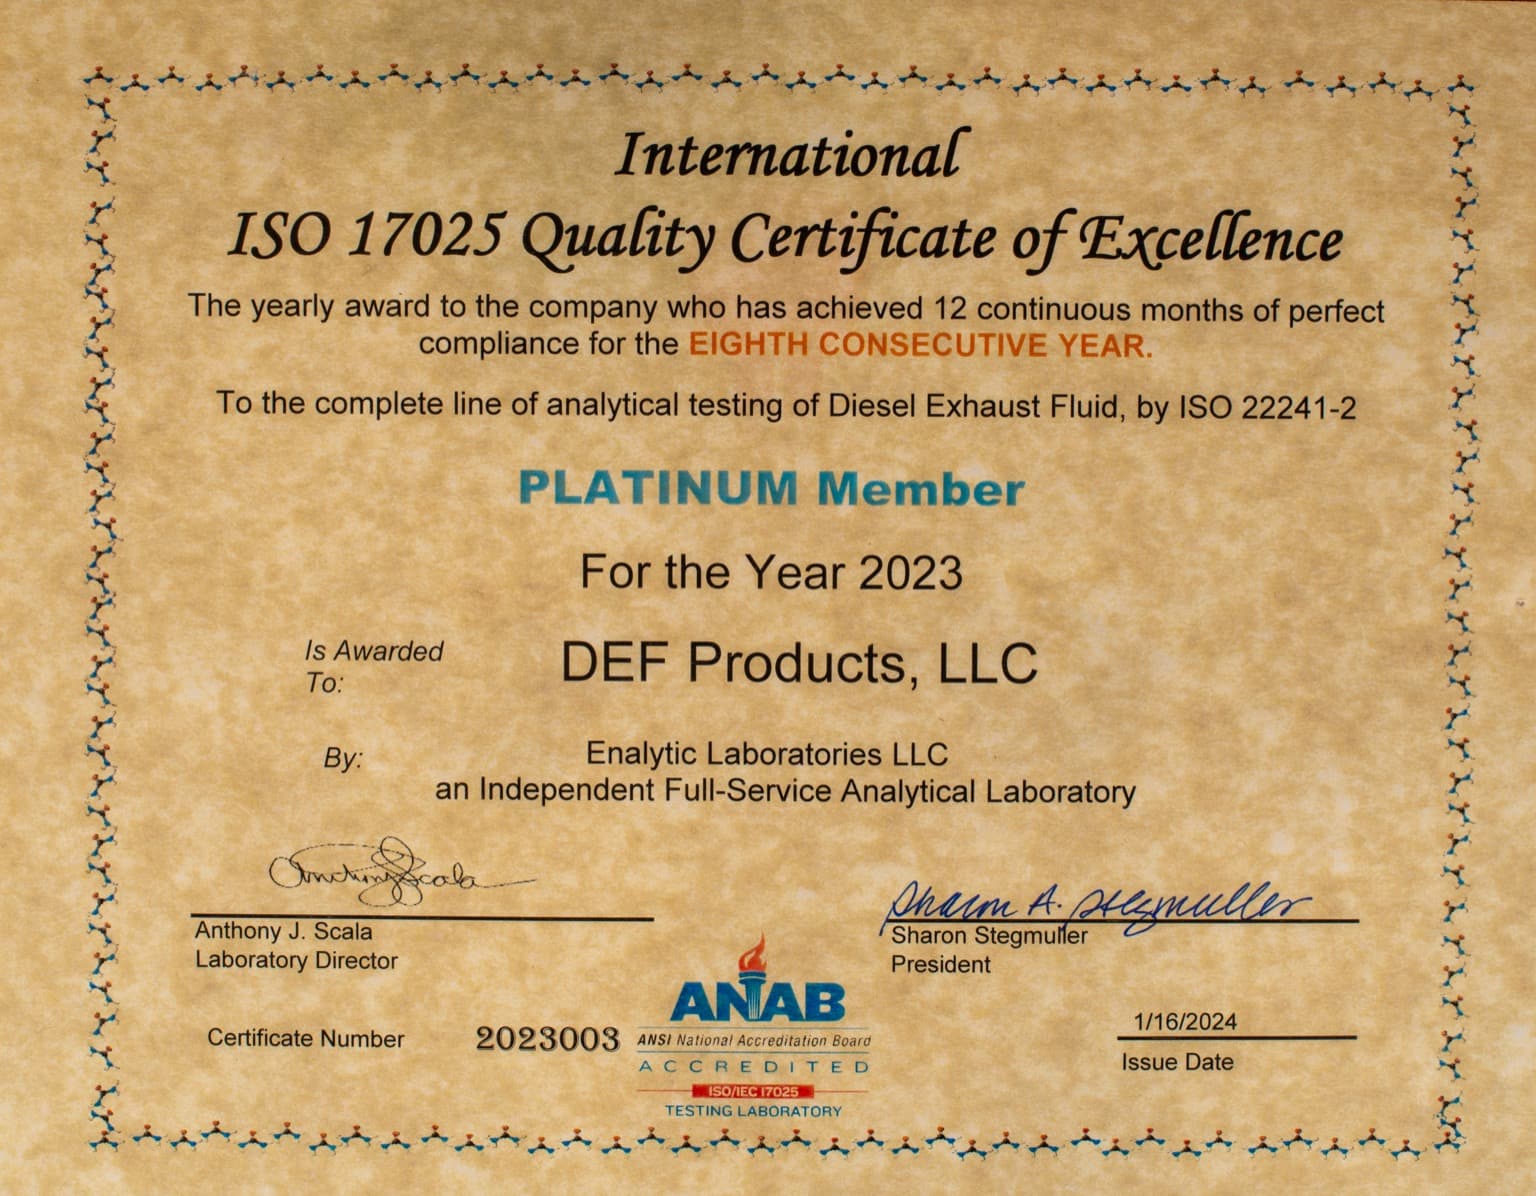 International
ISO 17025 Quality Certificate of Excellence
The yearly award to the company who has achieved 12 continuous months of perfect
compliance for the EIGHTH CONSECUTIVE YEAR.
To the complete line of analytical testing of Diesel Exhaust Fluid, by ISO 22241-2
PLATINUM Member
For the Year 2023
Is Awarded
To:
DEF Products, LLC
By:
Enalytic Laboratories LLC
an Independent Full-Service Analytical Laboratory
Anthony J Scala
Anthony J. Scala
Laboratory Director
Sharon A. Stegmuller
Sharon Stegmuller
President
Certificate Number
2023003
ANAB
ANSI National Accreditation Board
ACCREDITED
ISO/IEC 17025
TESTING LABORATORY
1/16/2024
Issue Date